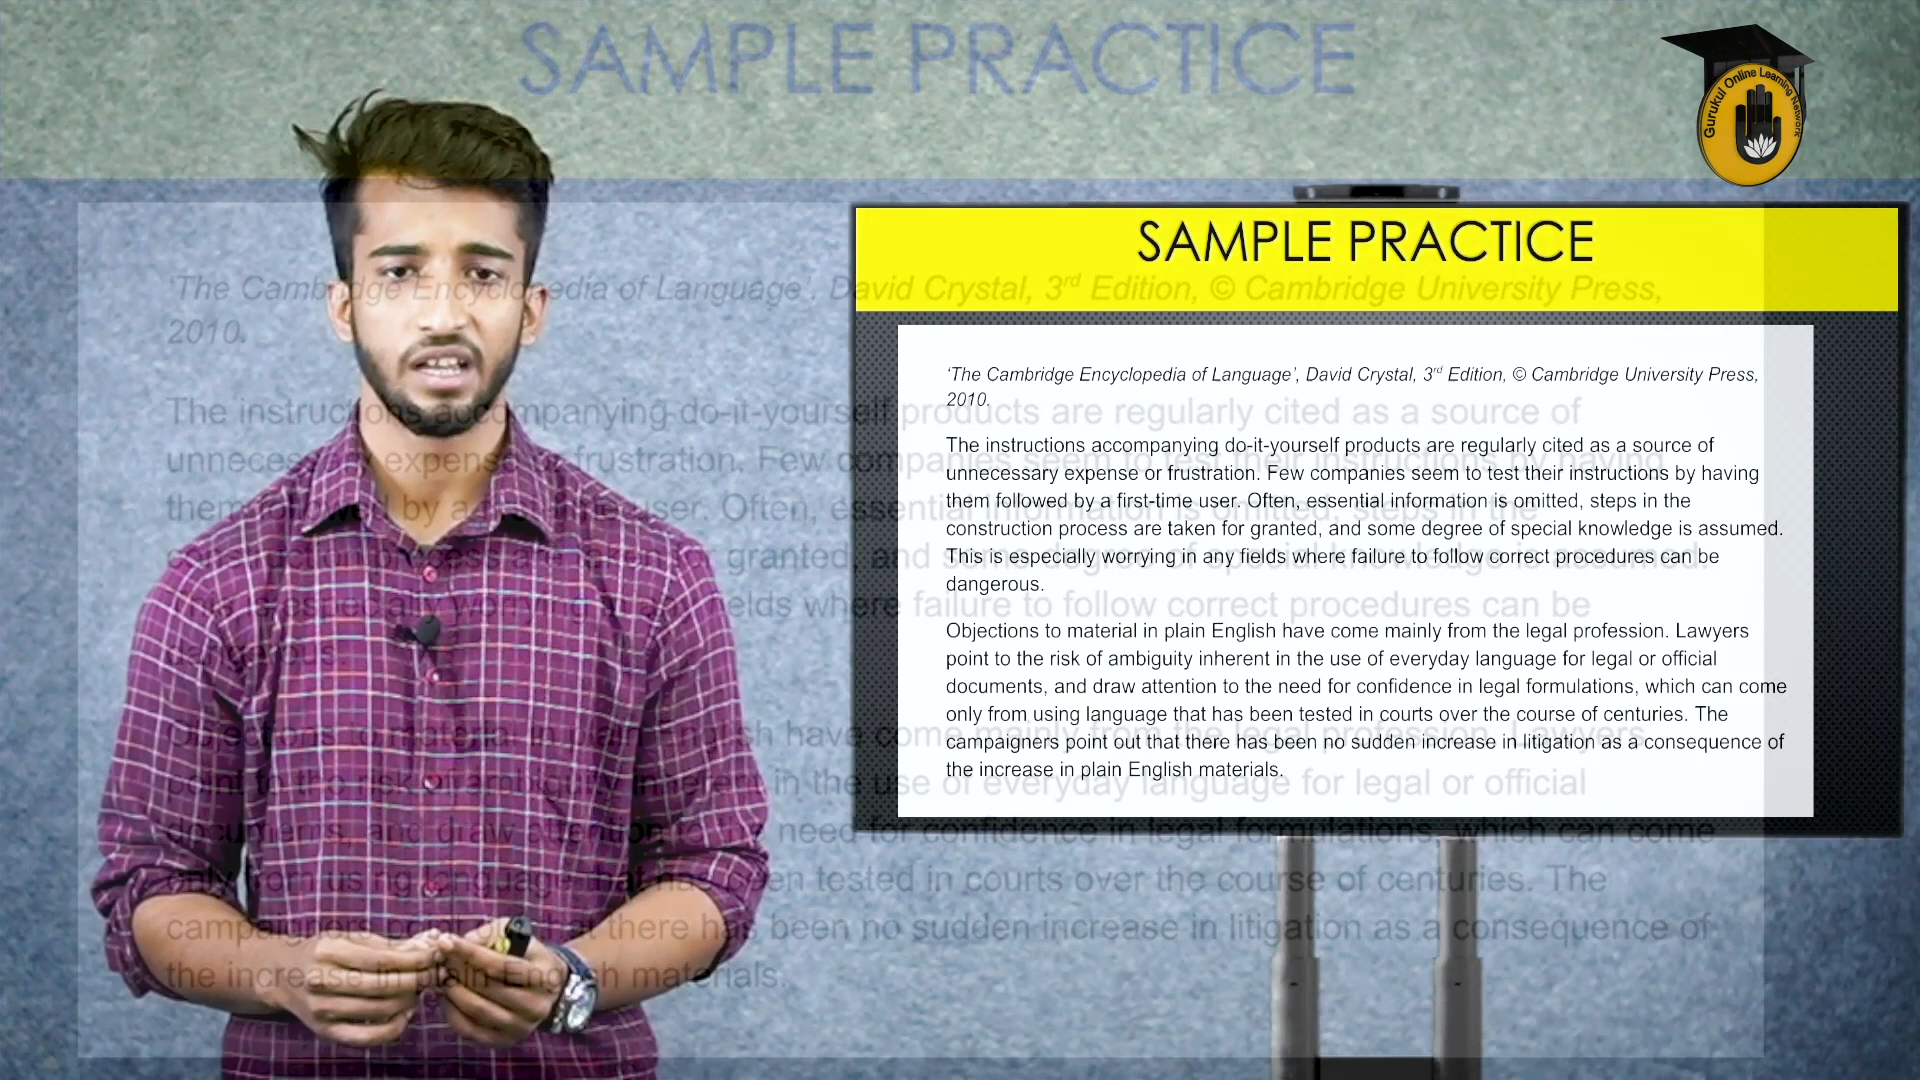 SAMPLE PRACTICE
Gurukul Online Learning Network
SAMPLE PRACTICE
‘The Cambridge Encyclopedia of Language’, David Crystal, 3rd Edition, © Cambridge University Press,
2010.
The instructions accompanying do-it-yourself products are regularly cited as a source of
unnecessary expense or frustration. Few companies seem to test their instructions by having
them followed by a first-time user. Often, essential information is omitted, steps in the
construction process are taken for granted, and some degree of special knowledge is assumed.
This is especially worrying in any fields where failure to follow correct procedures can be
dangerous.
Objections to material in plain English have come mainly from the legal profession. Lawyers
point to the risk of ambiguity inherent in the use of everyday language for legal or official
documents, and draw attention to the need for confidence in legal formulations, which can come
only from using language that has been tested in courts over the course of centuries. The
campaigners point out that there has been no sudden increase in litigation as a consequence of
the increase in plain English materials.